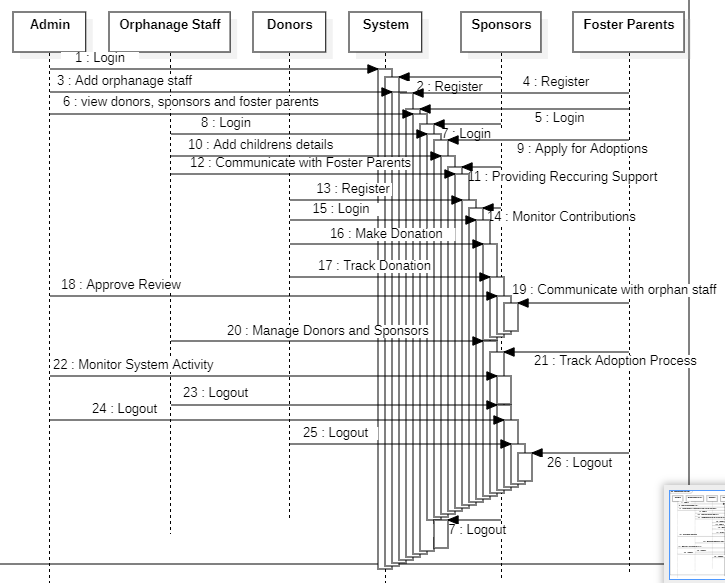 Admin
Orphanage Staff
Donors
System
Sponsors
Foster Parents
1 : Login
2 : Register
3 : Add orphanage staff
4 : Register
6 : view donors, sponsors and foster parents
5 : Login
8 : Login
7 : Login
10 : Add childrens details
9 : Apply for Adoptions
12 : Communicate with Foster Parents
11 : Providing Reccuring Support
13 : Register
15 : Login
14 : Monitor Contributions
16 : Make Donation
17 : Track Donation
18 : Approve Review
19 : Communicate with orphan staff
20 : Manage Donors and Sponsors
21 : Track Adoption Process
22 : Monitor System Activity
23 : Logout
24 : Logout
25 : Logout
26 : Logout
7 : Logout